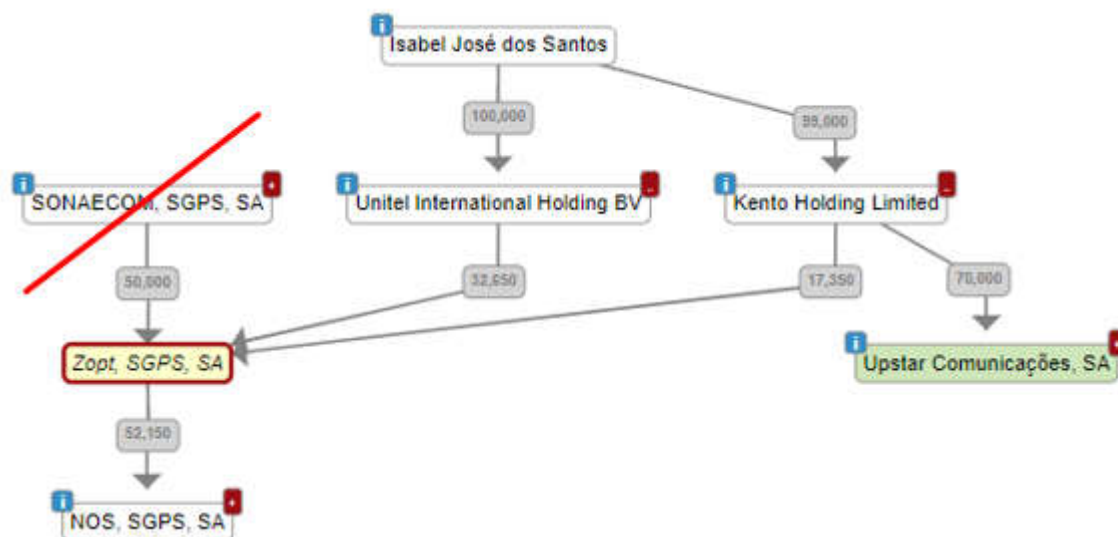 Isabel José dos Santos
100,000
99,000
SONAECOM, SGPS, SA
Unitel International Holding BV
Kento Holding Limited
50,000
32,650
17,350
70,000
Zopt, SGPS, SA
Upstar Comunicações, SA
52,150
NOS, SGPS, SA